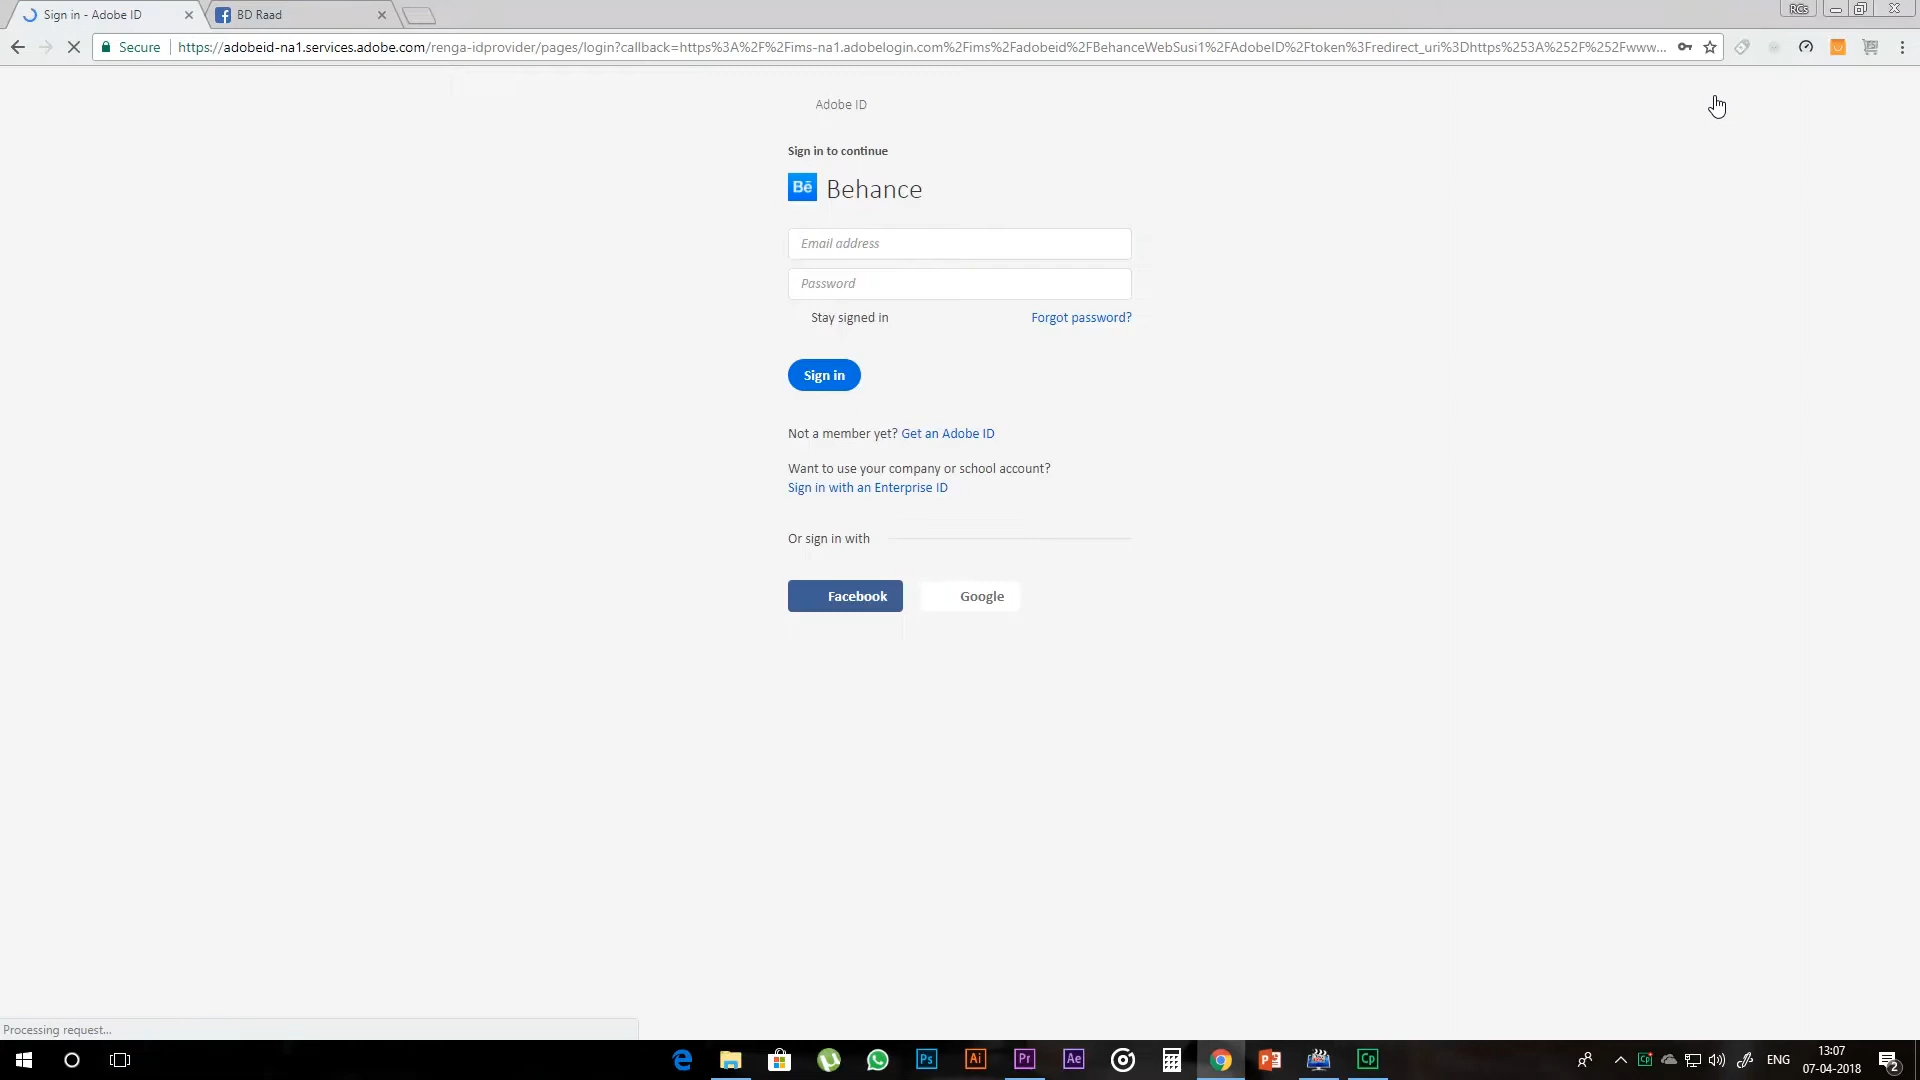 Sign in - Adobe ID
BD Raad
RCs
Secure
https://adobeid-na1.services.adobe.com/renga-idprovider/pages/login?callback=https%3A%2F%2Fims-na1.adobelogin.com%2Fims%2Fadobeid%2FBehanceWebSusi1%2FAdobeID%2Ftoken%3Fredirect_uri%3Dhttps%253A%252F%252Fwww...
Adobe ID
Sign in to continue
Bē Behance
Email address
Password
Stay signed in
Forgot password?
Sign in
Not a member yet? Get an Adobe ID
Want to use your company or school account?
Sign in with an Enterprise ID
Or sign in with
Facebook
Google
Processing request...
Ps
Ai
Pr
Ae
Cp
ENG
13:07
07-04-2018
2